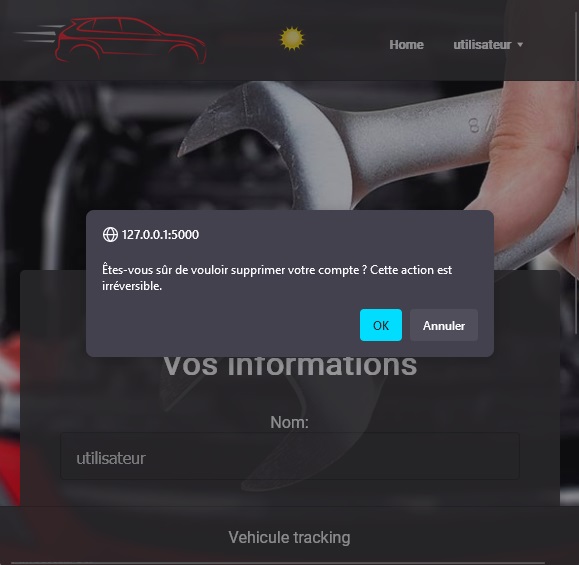 Home utilisateur
127.0.0.1:5000
Êtes-vous sûr de vouloir supprimer votre compte ? Cette action est
irréversible.
OK Annuler
Vos informations
Nom:
utilisateur
Vehicule tracking